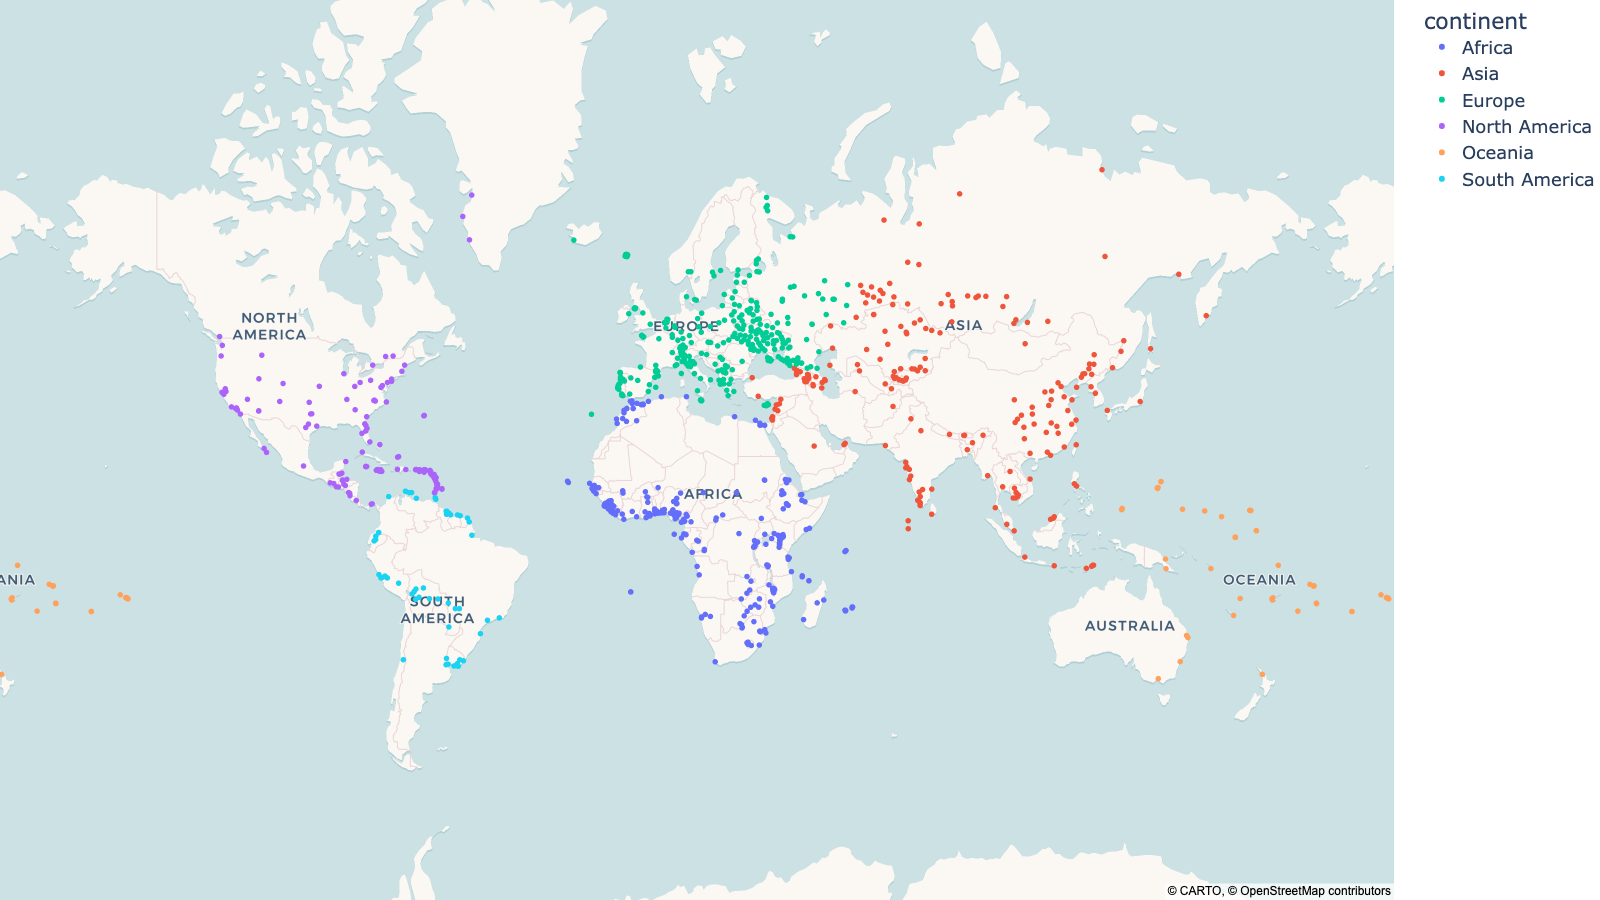 continent
Africa
Asia
Europe
North America
Oceania
South America
NORTH
AMERICA
EUROPE
ASIA
AFRICA
ANIA
OCEANIA
SOUTH
AMERICA
AUSTRALIA
© CARTO, © OpenStreetMap contributors